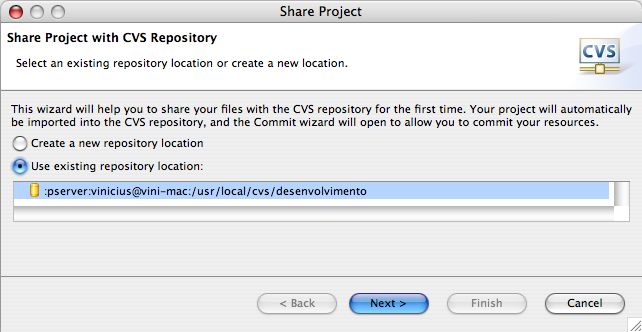 Share Project
Share Project with CVS Repository
Select an existing repository location or create a new location.
CVS
This wizard will help you to share your files with the CVS repository for the first time. Your project will automatically
be imported into the CVS repository, and the Commit wizard will open to allow you to commit your resources.
Create a new repository location
Use existing repository location:
:pserver:vinicius@vini-mac:/usr/local/cvs/desenvolvimento
< Back
Next >
Finish
Cancel